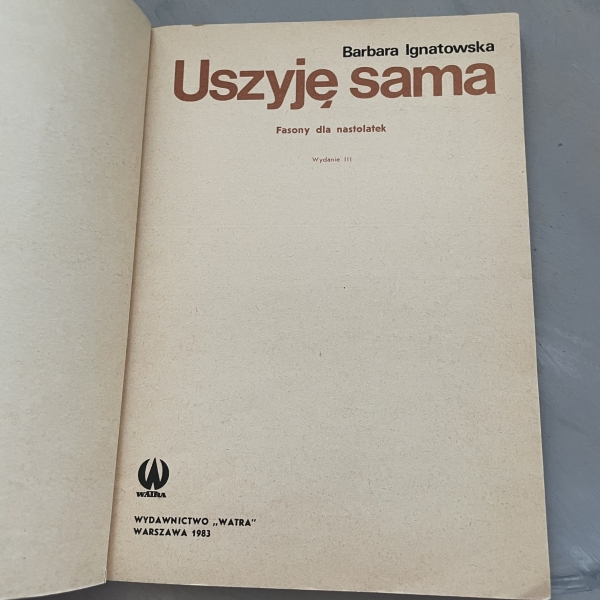 Barbara Ignatowska
Uszyję sama
Fasony dla nastolatek
Wydanie III
WATRA
WYDAWNICTWO „WATRA"
WARSZAWA 1983